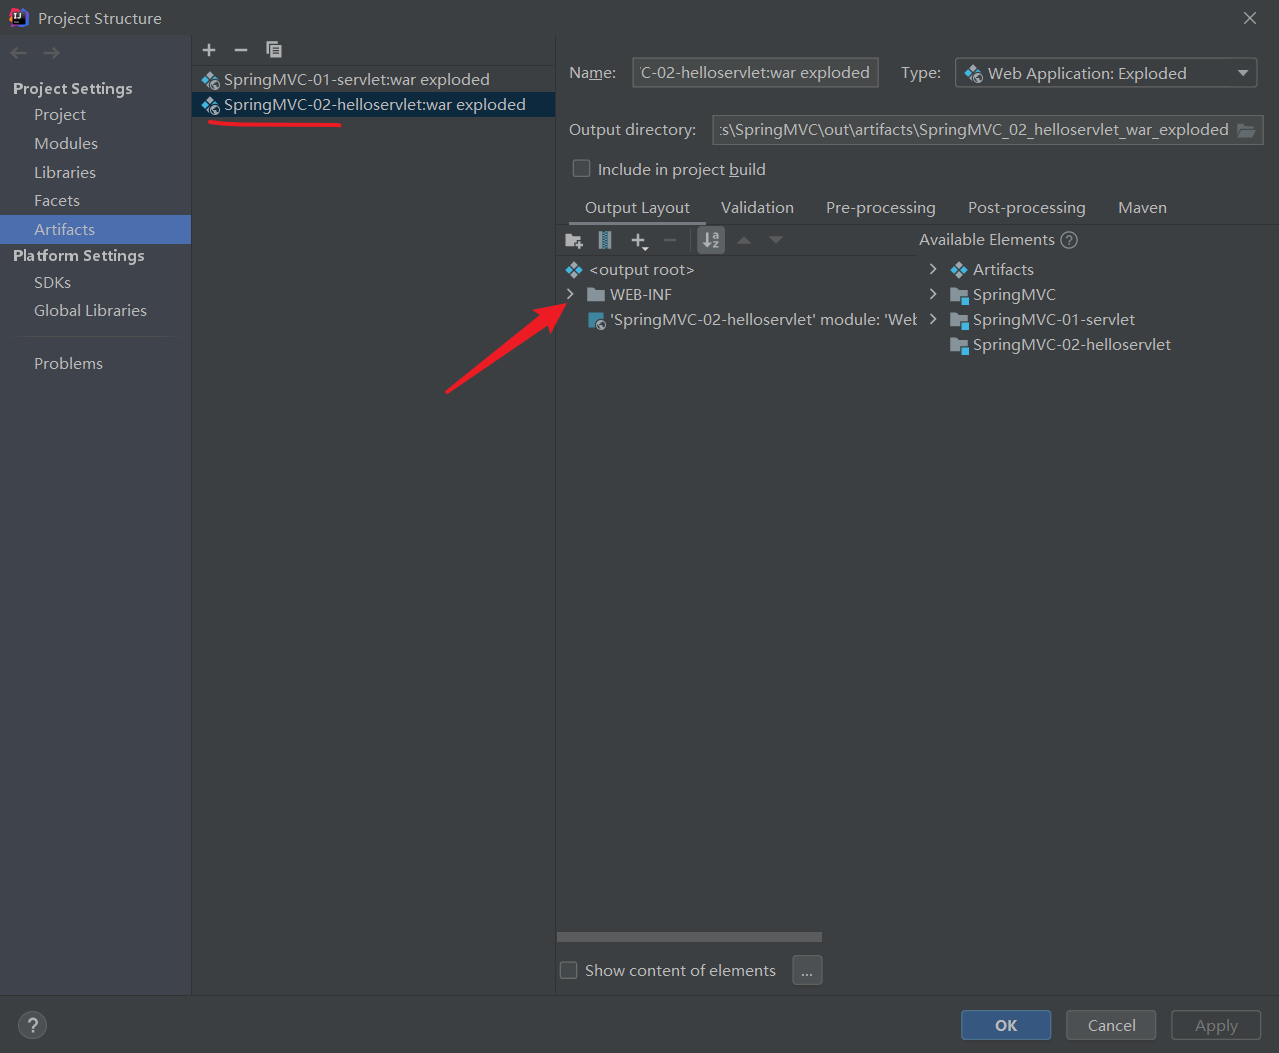 Project Structure
Project Settings
Project
Modules
Libraries
Facets
Artifacts
Platform Settings
SDKs
Global Libraries
Problems
SpringMVC-01-servlet:war exploded
SpringMVC-02-helloservlet:war exploded
Name: C-02-helloservlet:war exploded Type: Web Application: Exploded
Output directory: :s\SpringMVC\out\artifacts\SpringMVC_02_helloservlet_war_exploded
Include in project build
Output Layout Validation Pre-processing Post-processing Maven
Available Elements ?
<output root>
WEB-INF
'SpringMVC-02-helloservlet' module: 'Web
Artifacts
SpringMVC
SpringMVC-01-servlet
SpringMVC-02-helloservlet
Show content of elements ...
? OK Cancel Apply